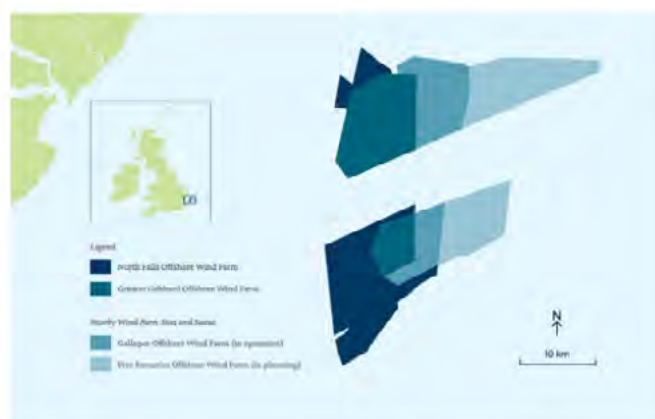 Legend
North Falls Offshore Wind Farm
Greater Gabbard Offshore Wind Farm
Nearby Wind Farm Sites and Zones
Galloper Offshore Wind Farm (in operation)
Five Estuaries Offshore Wind Farm (in planning)
N
10 km